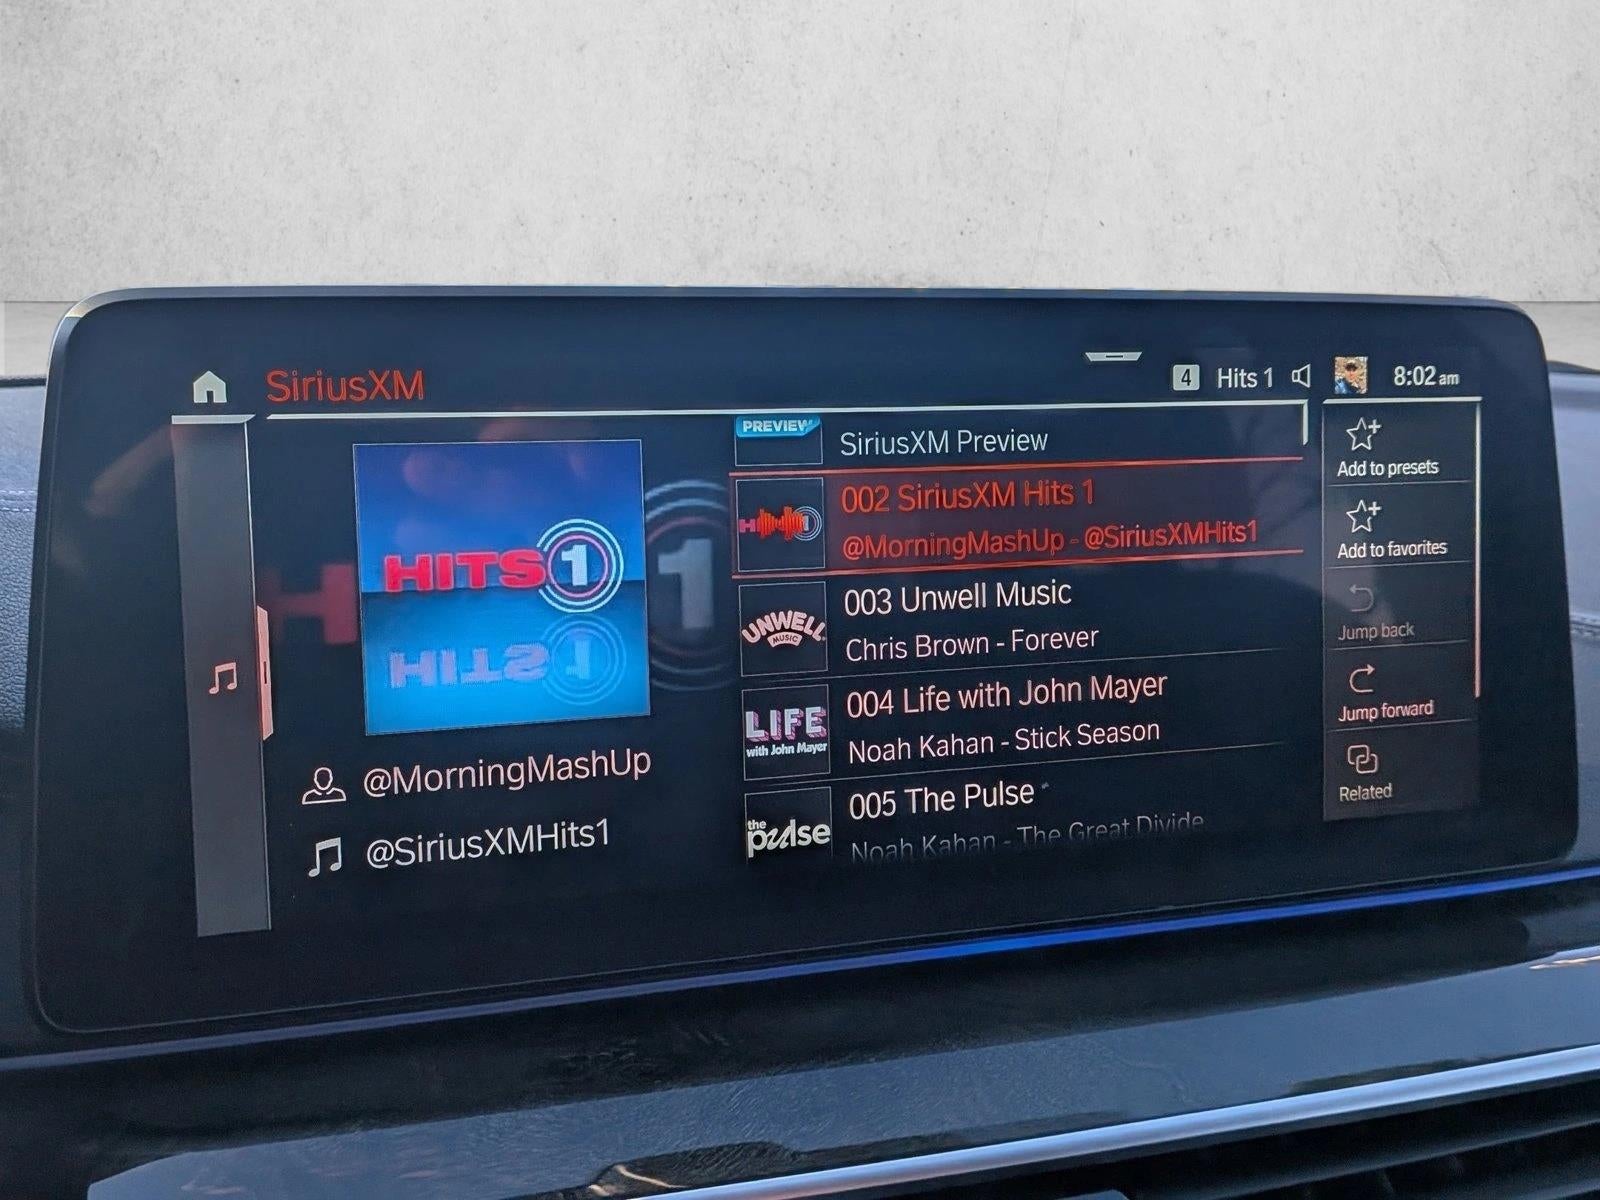 SiriusXM
4 Hits 1 8:02 am
HITS 1
@MorningMashUp
@SiriusXMHits1
PREVIEW
SiriusXM Preview
002 SiriusXM Hits 1
@MorningMashUp - @SiriusXMHits1
UNWELL
MUSIC
003 Unwell Music
Chris Brown - Forever
LIFE
with John Mayer
004 Life with John Mayer
Noah Kahan - Stick Season
the
pulse
005 The Pulse
Noah Kahan - The Great Divide
Add to presets
Add to favorites
Jump back
Jump forward
Related